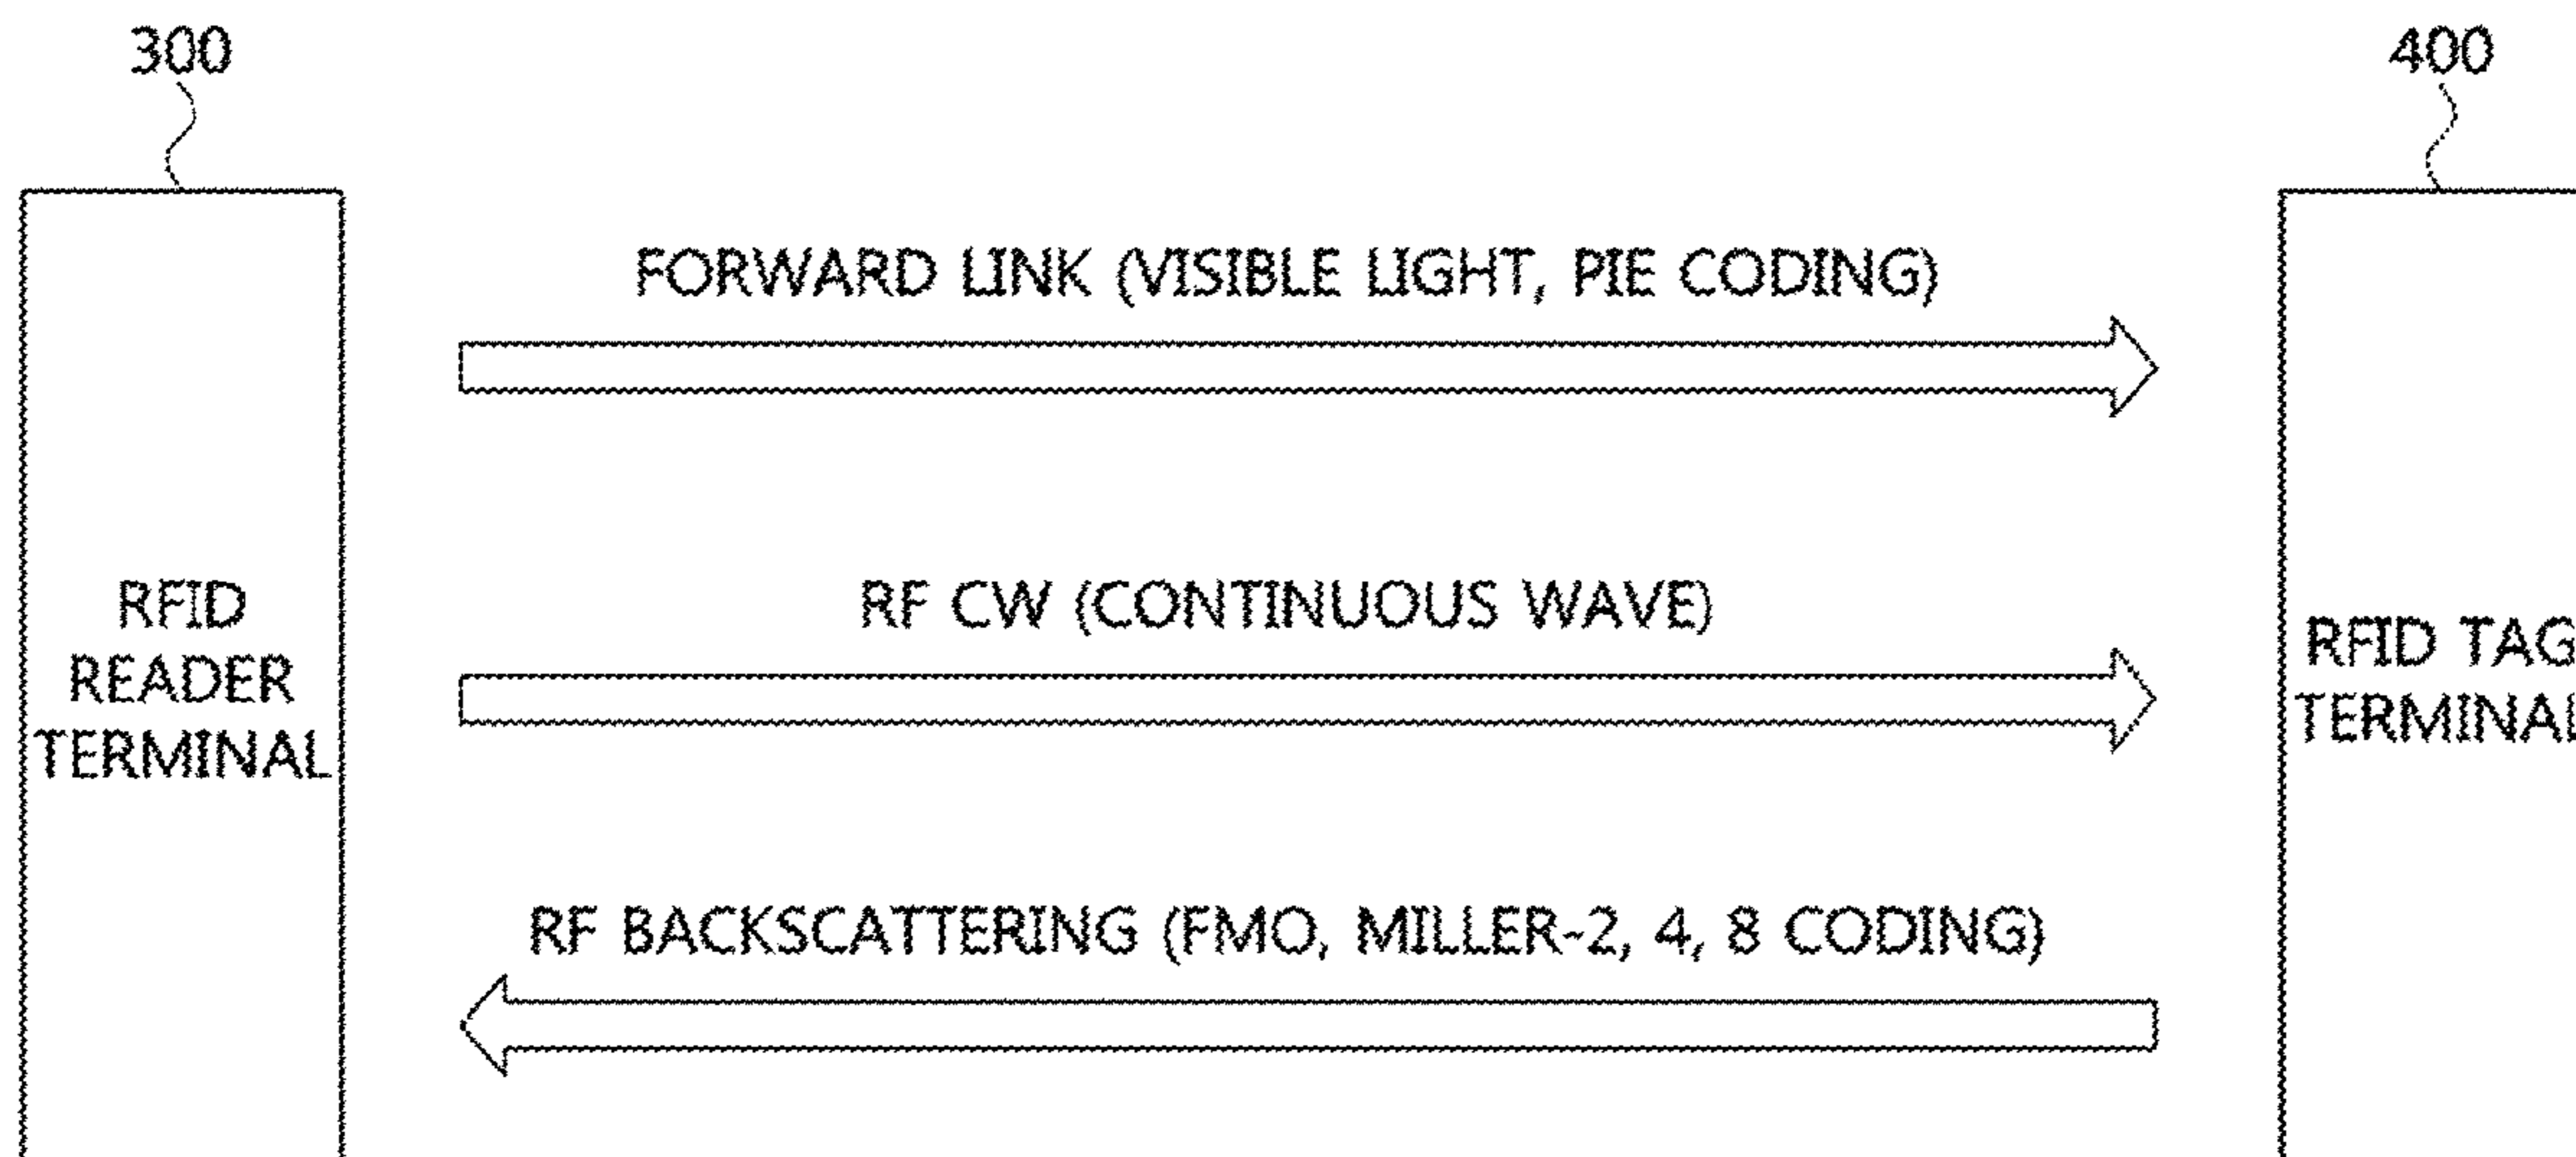 300
400
FORWARD LINK (VISIBLE LIGHT, PIE CODING)
RF CW (CONTINUOUS WAVE)
RFID
READER
TERMINAL
RFID TAG
TERMINAL
RF BACKSCATTERING (FMO, MILLER-2, 4, 8 CODING)